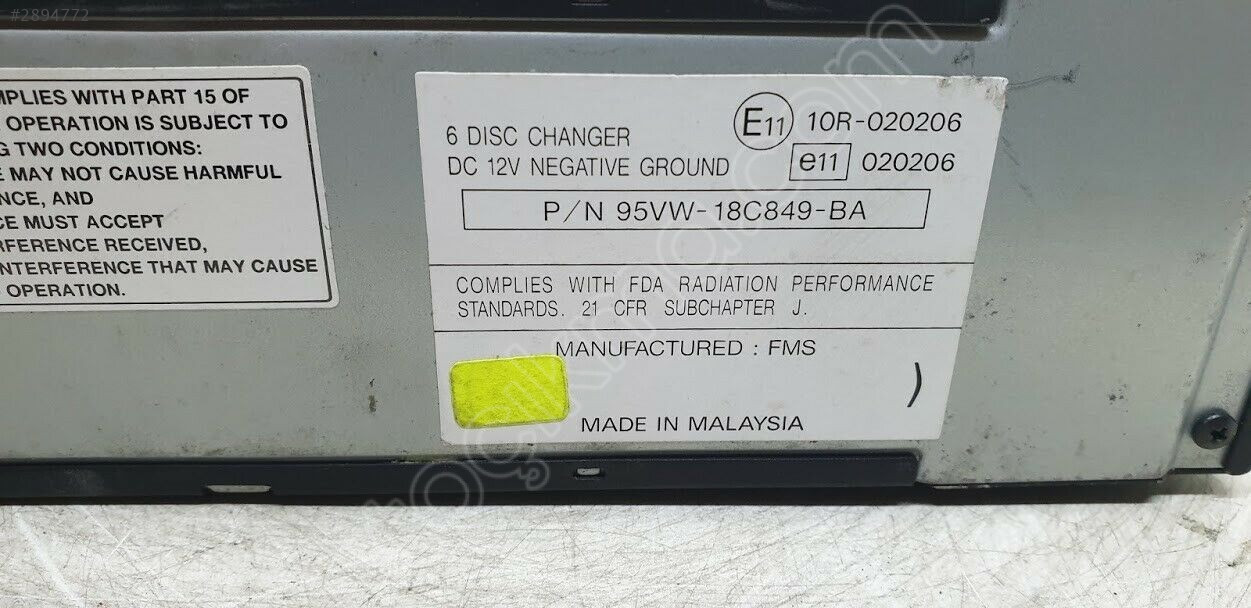 #2894772
MPLIES WITH PART 15 OF
OPERATION IS SUBJECT TO
G TWO CONDITIONS:
E MAY NOT CAUSE HARMFUL
ENCE, AND
CE MUST ACCEPT
RFERENCE RECEIVED,
INTERFERENCE THAT MAY CAUSE
OPERATION.
6 DISC CHANGER
DC 12V NEGATIVE GROUND
E11 10R-020206
e11 020206
P/N 95VW-18C849-BA
COMPLIES WITH FDA RADIATION PERFORMANCE
STANDARDS. 21 CFR SUBCHAPTER J.
MANUFACTURED : FMS
MADE IN MALAYSIA